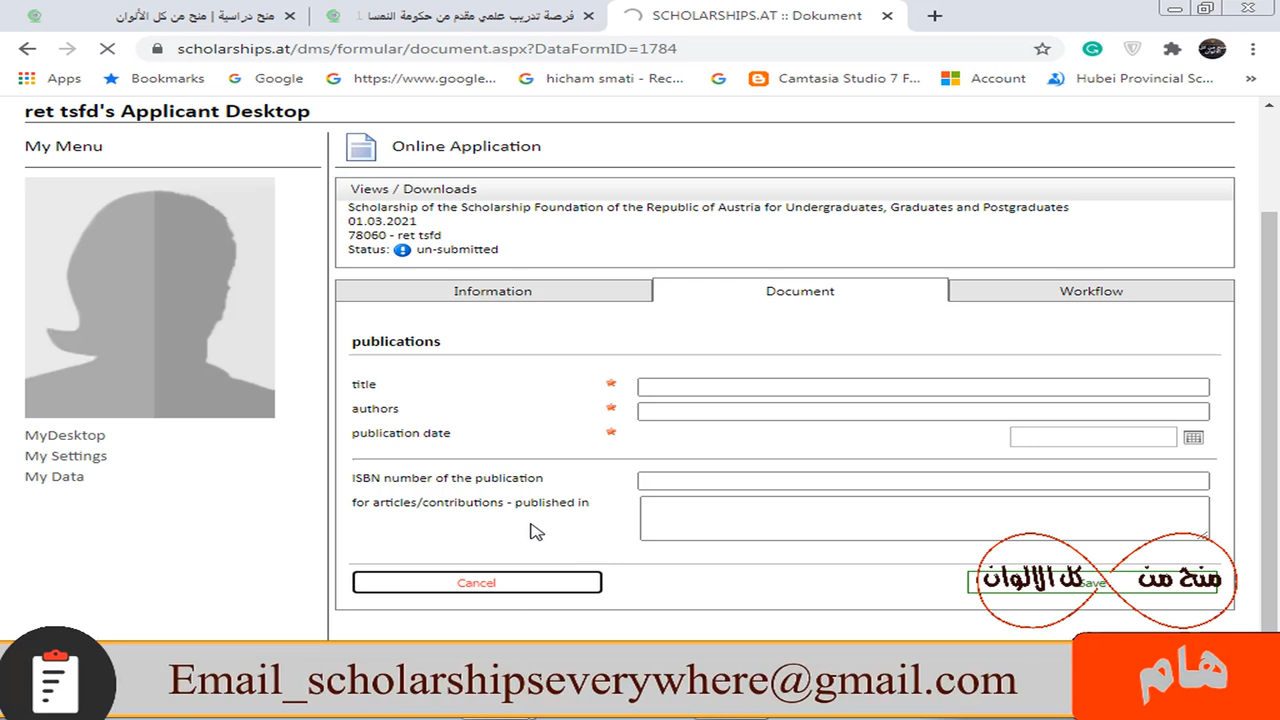 منح دراسية | منح من كل الألوان
فرصة تدريب علمي مقدم من حكومة النمسا 1
SCHOLARSHIPS.AT :: Dokument
scholarships.at/dms/formular/document.aspx?DataFormID=1784
Apps
Bookmarks
Google
https://www.google...
hicham smati - Rec...
Camtasia Studio 7 F...
Account
Hubei Provincial Sc...
ret tsfd's Applicant Desktop
My Menu
Online Application
Views / Downloads
Scholarship of the Scholarship Foundation of the Republic of Austria for Undergraduates, Graduates and Postgraduates
01.03.2021
78060 - ret tsfd
Status: un-submitted
Information
Document
Workflow
publications
title
authors
publication date
ISBN number of the publication
for articles/contributions - published in
MyDesktop
My Settings
My Data
Cancel
Save
منح من كل الالوان
Email_scholarshipseverywhere@gmail.com
هام